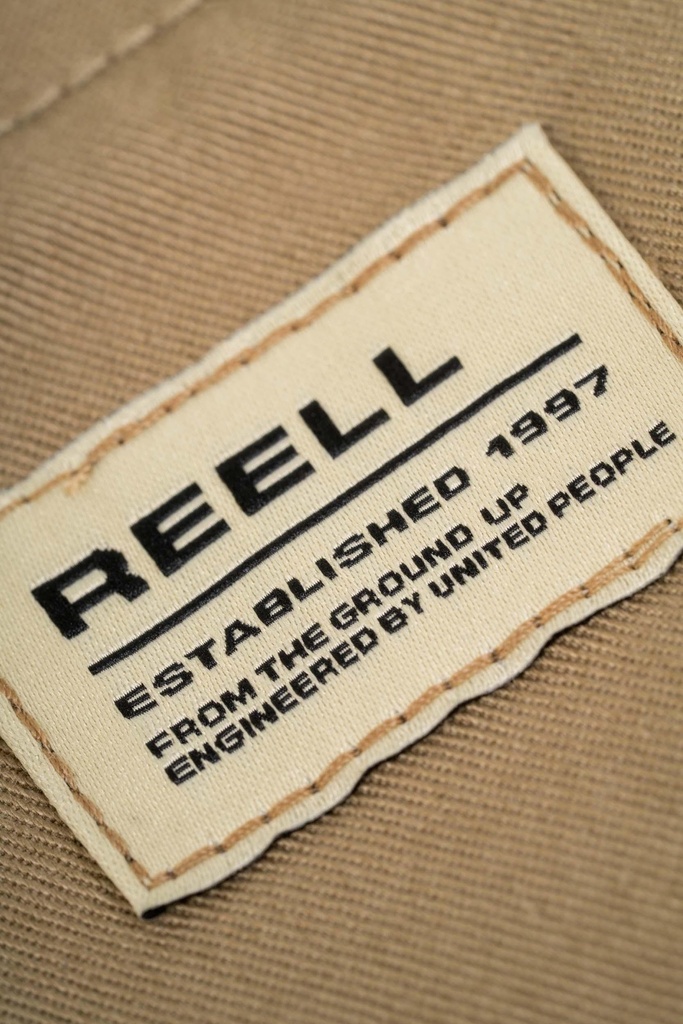 REELL
ESTABLISHED 1997
FROM THE GROUND UP
ENGINEERED BY UNITED PEOPLE